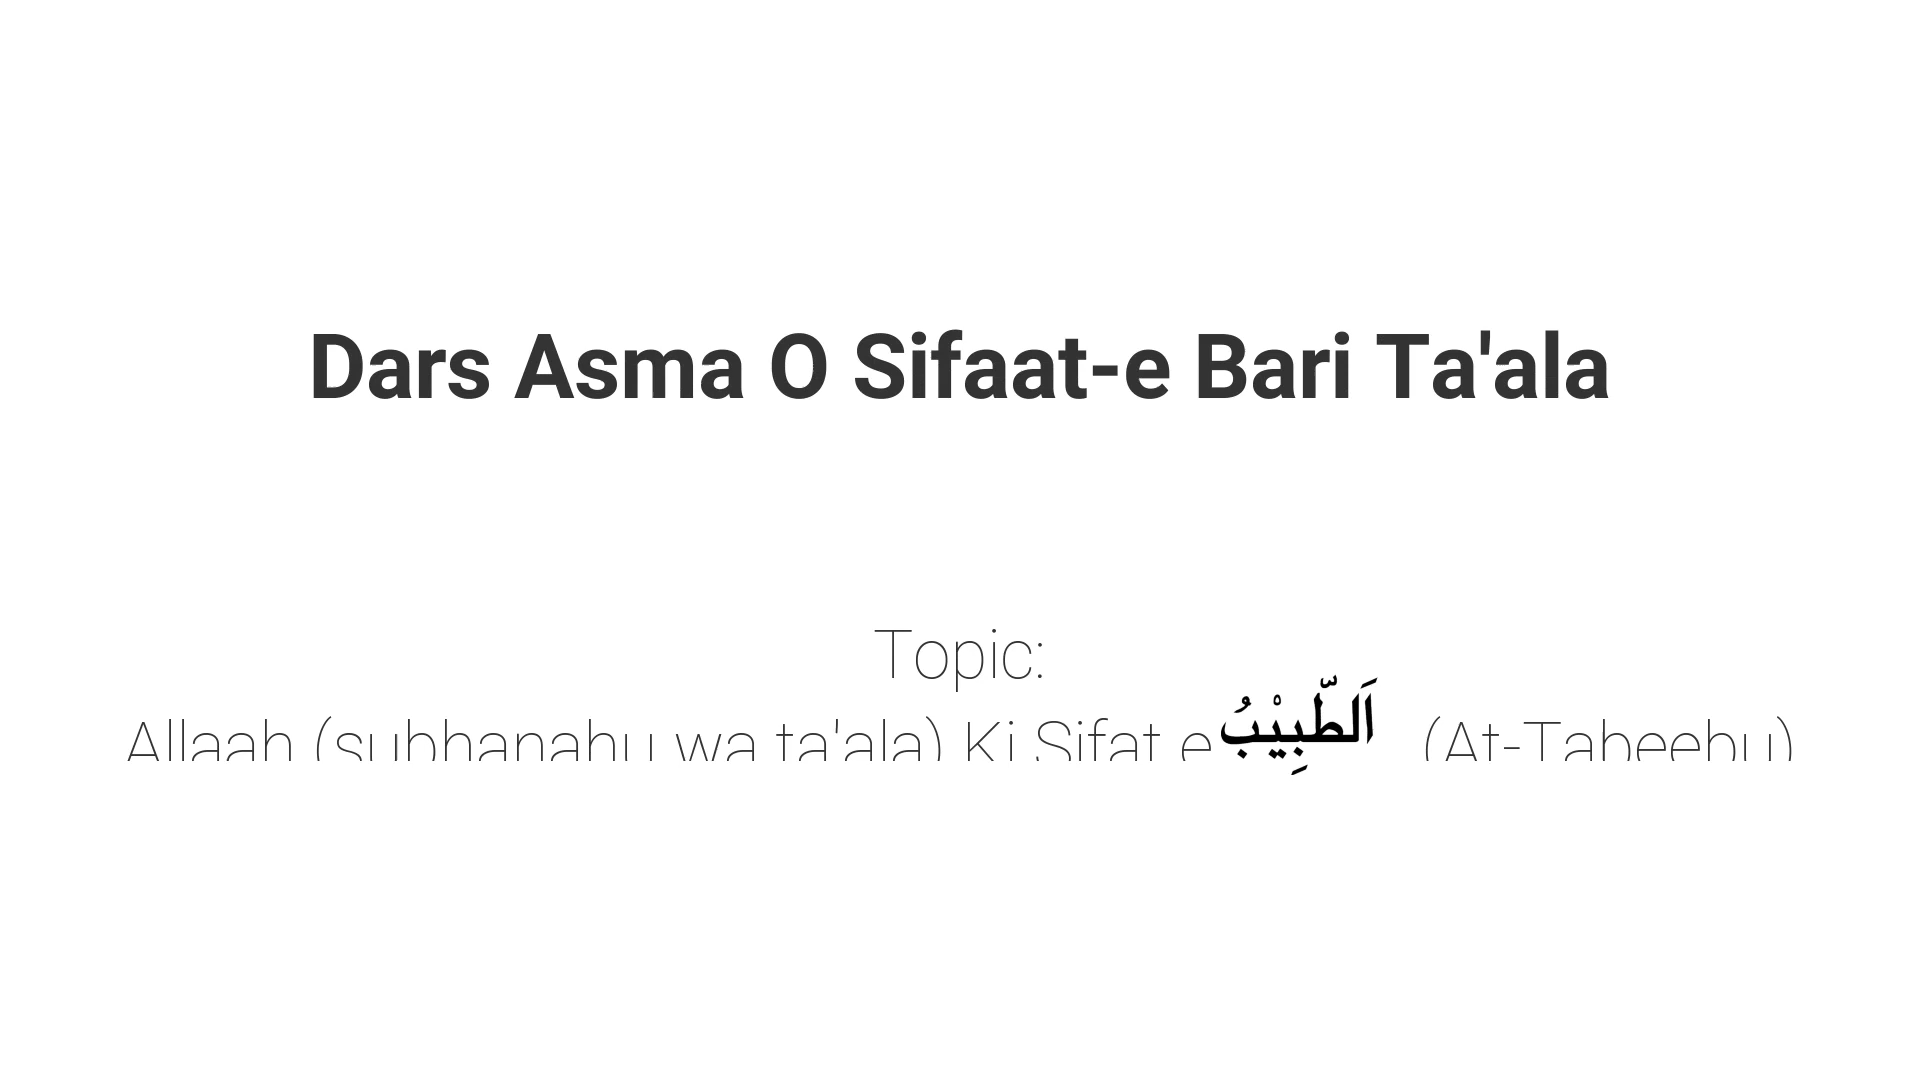 Dars Asma O Sifaat-e Bari Ta'ala
Topic:
Allaah (subhanahu wa ta'ala) Ki Sifat e اَلطَّبِيْبُ (At-Tabeebu)